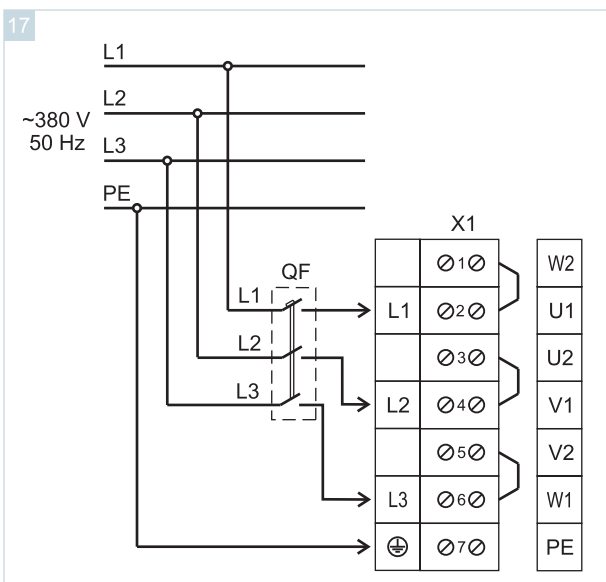 17
L1
L2
~380 V
50 Hz
L3
PE
X1
QF
L1
L2
L3
1 W2
L1 2 U1
3 U2
L2 4 V1
5 V2
L3 6 W1
7 PE